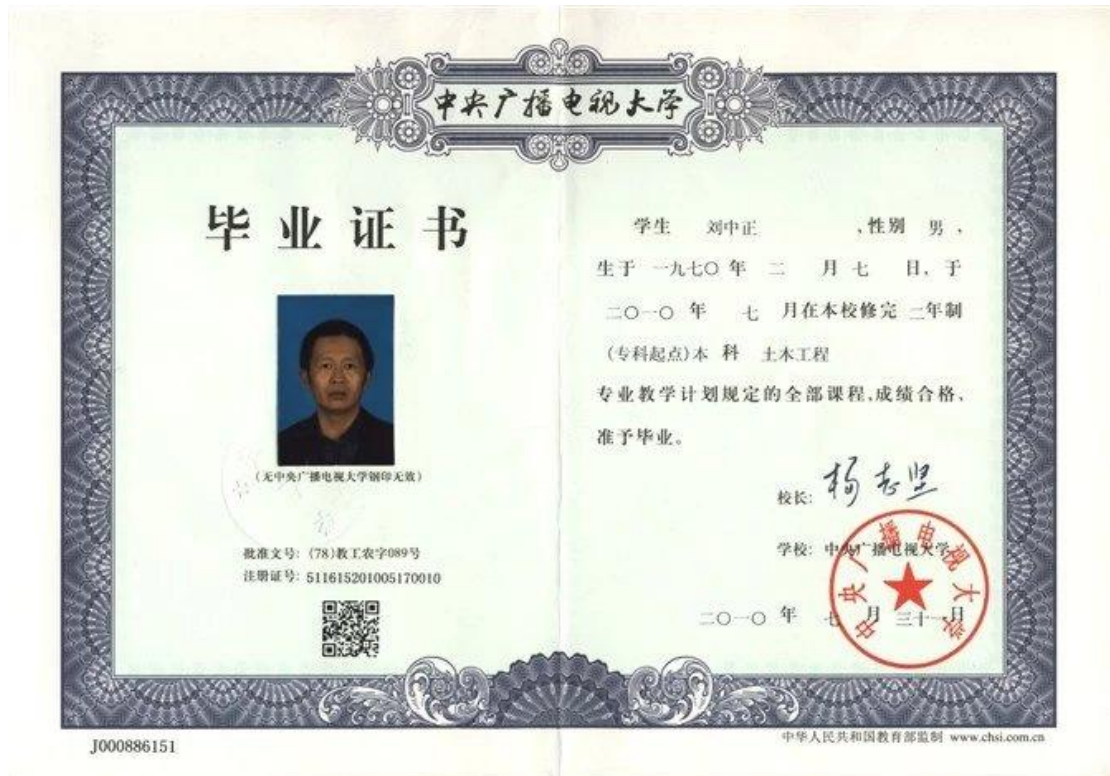 中央广播电视大学
毕业证书
(无中央广播电视大学钢印无效)
批准文号: (78)教工农字089号
注册证号: 511615201005170010
J000886151
学生 刘中正 、性别 男 ,
生于 一九七〇 年 二 月 七 日, 于
二〇一〇 年 七 月在本校修完 二年制
(专科起点)本 科 土木工程
专业教学计划规定的全部课程,成绩合格,
准予毕业。
校长: 杨志坚
学校: 中央广播电视大学
二〇一〇 年 七 月 三十一日
中央广播电视大学
中华人民共和国教育部监制 www.chsi.com.cn